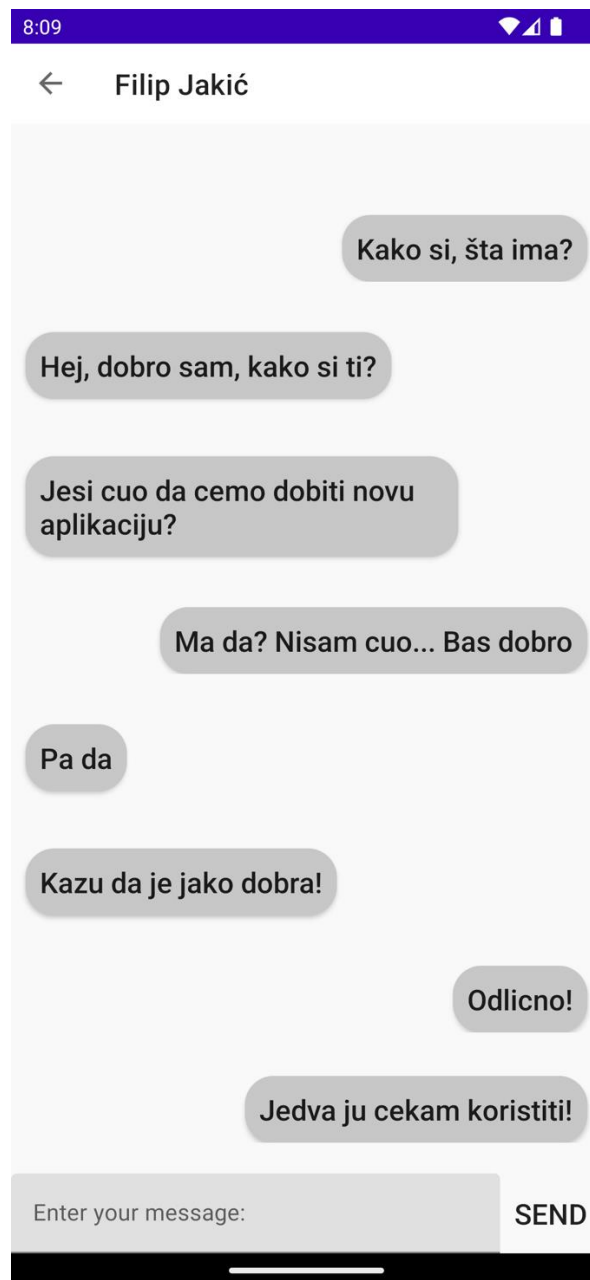 8:09
Filip Jakić
Kako si, šta ima?
Hej, dobro sam, kako si ti?
Jesi cuo da cemo dobiti novu
aplikaciju?
Ma da? Nisam cuo... Bas dobro
Pa da
Kazu da je jako dobra!
Odlicno!
Jedva ju cekam koristiti!
Enter your message:
SEND